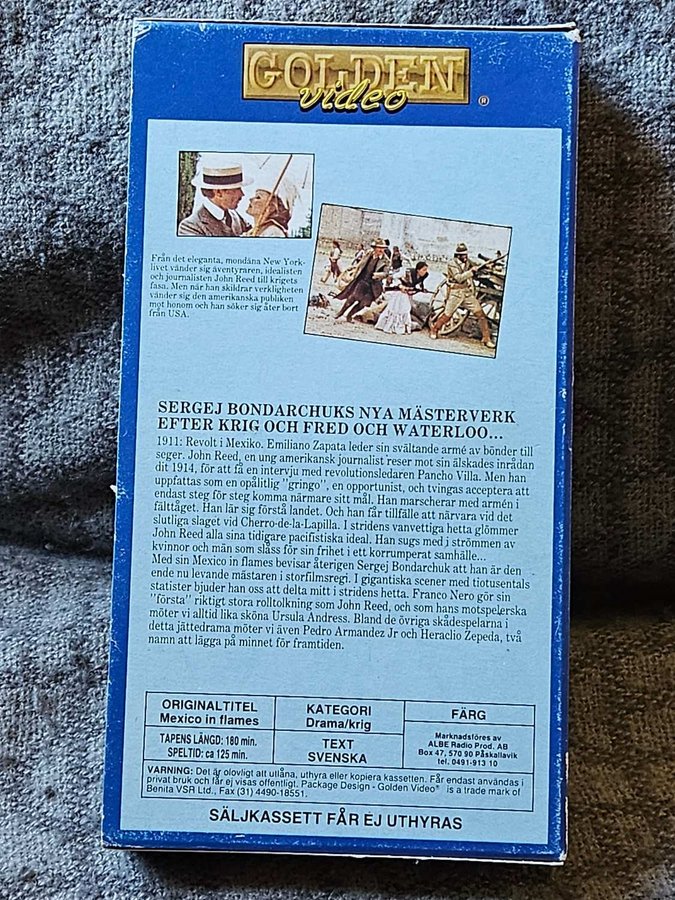 GOLDEN
video ®
Från det eleganta, mondäna New York-
livet vänder sig äventyraren, idealisten
och journalisten John Reed till krigets
fasa. Men när han skildrar verkligheten
vänder sig den amerikanska publiken
mot honom och han söker sig åter bort
från USA.
SERGEJ BONDARCHUKS NYA MÄSTERVERK
EFTER KRIG OCH FRED OCH WATERLOO...
1911: Revolt i Mexiko. Emiliano Zapata leder sin svältande armé av bönder till
seger. John Reed, en ung amerikansk journalist reser mot sin älskades inrådan
dit 1914, för att få en intervju med revolutionsledaren Pancho Villa. Men han
uppfattas som en opålitlig "gringo", en opportunist, och tvingas acceptera att
endast steg för steg komma närmare sitt mål. Han marscherar med armén i
fälttåget. Han lär sig förstå landet. Och han får tillfälle att närvara vid det
slutliga slaget vid Cherro-de-la-Lapilla. I stridens vanvettiga hetta glömmer
John Reed alla sina tidigare pacifistiska ideal. Han sugs med i strömmen av
kvinnor och män som slåss för sin frihet i ett korrumperat samhälle...
Med sin Mexico in flames bevisar återigen Sergej Bondarchuk att han är den
ende nu levande mästaren i storfilmsregi. I gigantiska scener med tiotusentals
statister bjuder han oss att delta mitt i stridens hetta. Franco Nero gör sin
"första" riktigt stora rolltolkning som John Reed, och som hans motspelerska
möter vi alltid lika sköna Ursula Andress. Bland de övriga skådespelarna i
detta jättedrama möter vi även Pedro Armandez Jr och Heraclio Zepeda, två
namn att lägga på minnet för framtiden.
ORIGINALTITEL
Mexico in flames
KATEGORI
Drama/krig
FÄRG
TAPENS LÄNGD: 180 min.
SPELTID: ca 125 min.
TEXT
SVENSKA
Marknadsföres av
ALBE Radio Prod. AB
Box 47, 570 90 Påskallavik
tel. 0491-913 10
VARNING: Det är olovligt att utlåna, uthyra eller kopiera kassetten. Får endast användas i
privat bruk och får ej visas offentligt. Package Design - Golden Video® is a trade mark of
Benita VSR Ltd., Fax (31) 4490-18551.
SÄLJKASSETT FÅR EJ UTHYRAS